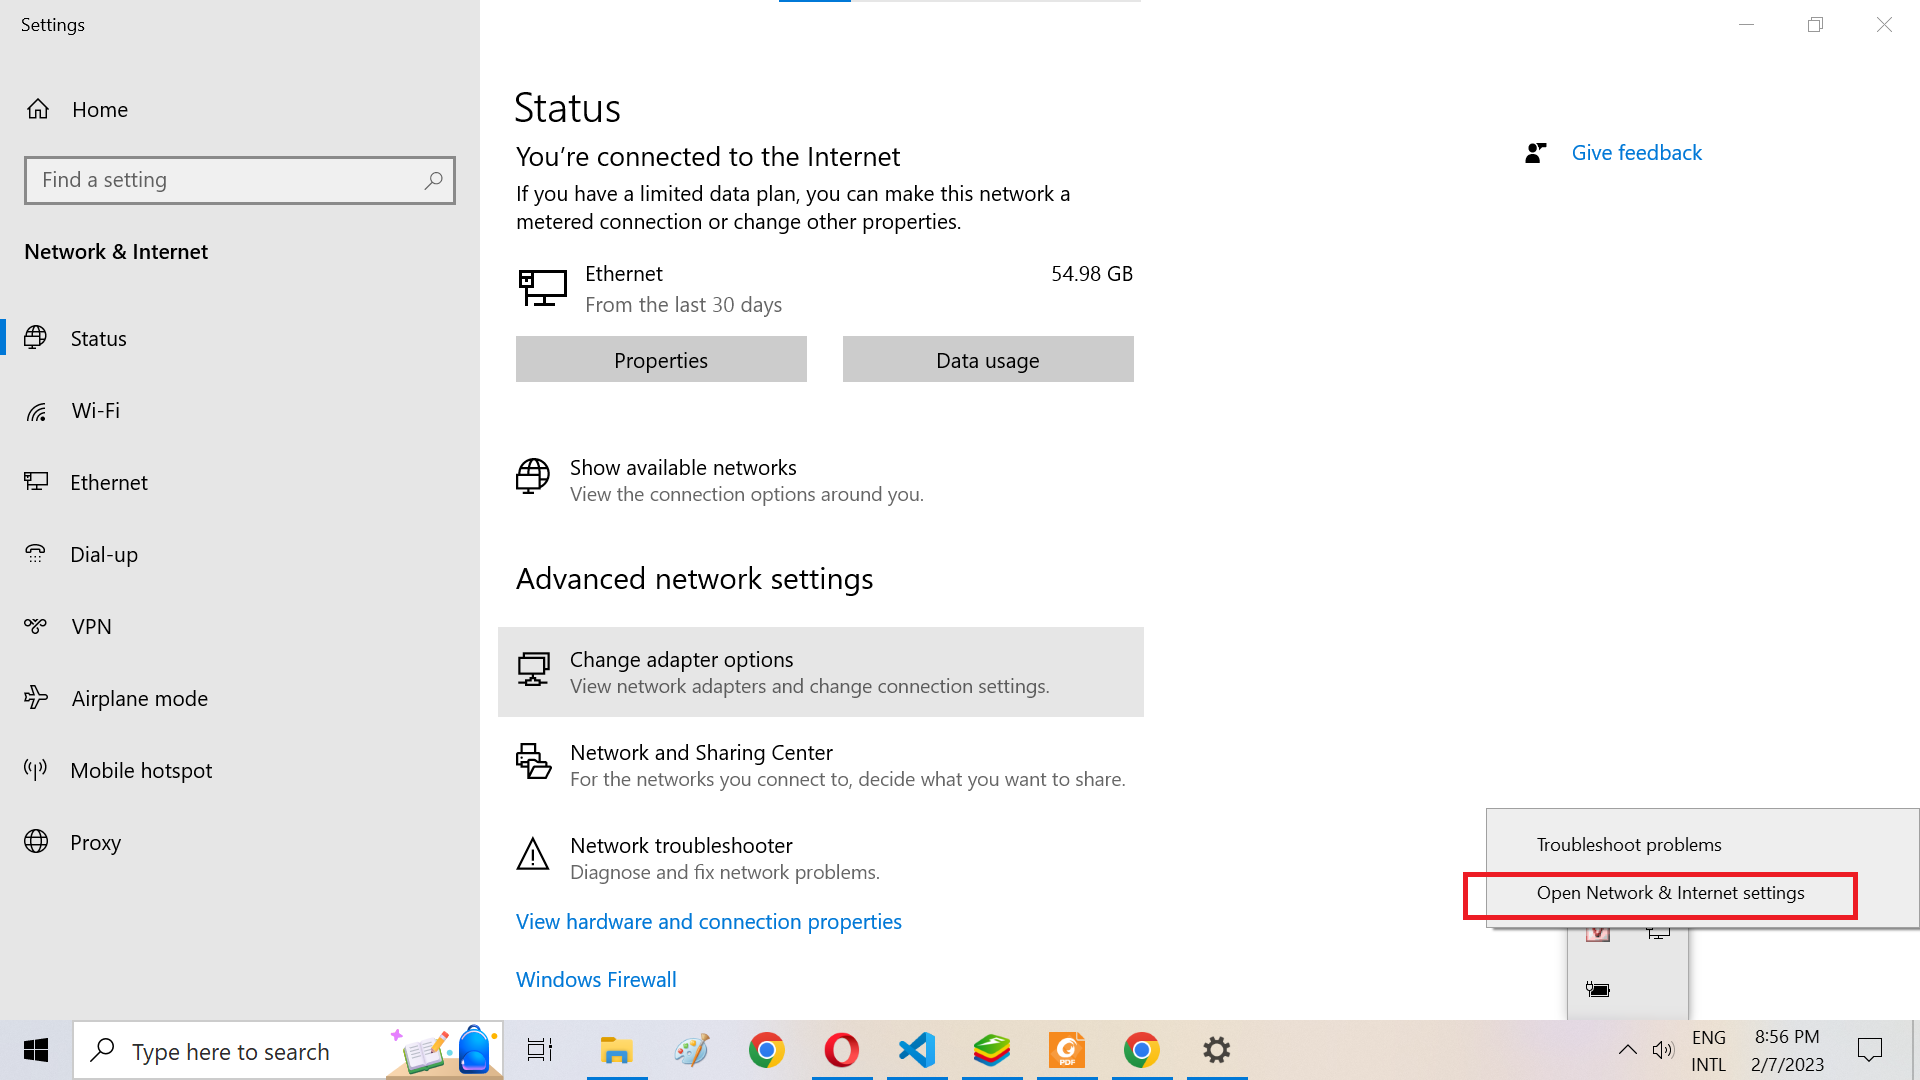 Settings
Home
Find a setting
Network & Internet
Status
Wi-Fi
Ethernet
Dial-up
VPN
Airplane mode
Mobile hotspot
Proxy
Status
You're connected to the Internet
If you have a limited data plan, you can make this network a
metered connection or change other properties.
Ethernet 54.98 GB
From the last 30 days
Properties Data usage
Show available networks
View the connection options around you.
Advanced network settings
Change adapter options
View network adapters and change connection settings.
Network and Sharing Center
For the networks you connect to, decide what you want to share.
Network troubleshooter
Diagnose and fix network problems.
View hardware and connection properties
Windows Firewall
Give feedback
Troubleshoot problems
Open Network & Internet settings
Type here to search
PDF
ENG
INTL
8:56 PM
2/7/2023